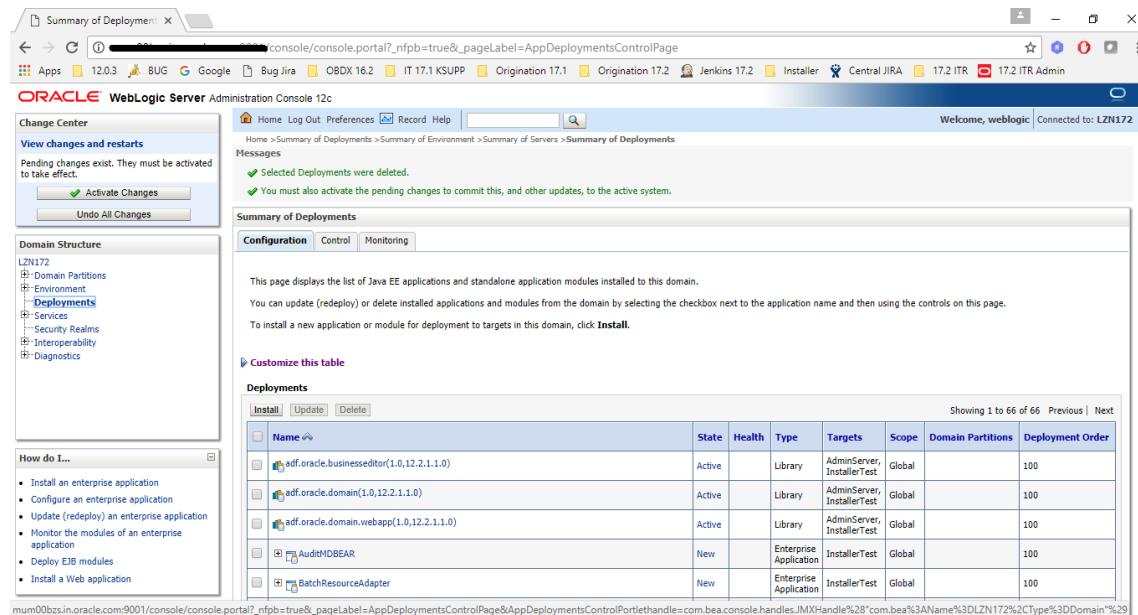 Summary of Deployment
console/console.portal?_nfpb=true&_pageLabel=AppDeploymentsControlPage
Apps 12.0.3 BUG Google Bug Jira OBDX 16.2 IT 17.1 KSUPP Origination 17.1 Origination 17.2 Jenkins 17.2 Installer Central JIRA 17.2 ITR 17.2 ITR Admin
ORACLE WebLogic Server Administration Console 12c
Change Center
View changes and restarts
Pending changes exist. They must be activated
to take effect.
Activate Changes
Undo All Changes
Domain Structure
LZN172
Domain Partitions
Environment
Deployments
Services
Security Realms
Interoperability
Diagnostics
How do I...
Install an enterprise application
Configure an enterprise application
Update (redeploy) an enterprise application
Monitor the modules of an enterprise
application
Deploy EJB modules
Install a Web application
Home Log Out Preferences Record Help
Welcome, weblogic Connected to: LZN172
Home >Summary of Deployments >Summary of Environment >Summary of Servers >Summary of Deployments
Messages
Selected Deployments were deleted.
You must also activate the pending changes to commit this, and other updates, to the active system.
Summary of Deployments
Configuration Control Monitoring
This page displays the list of Java EE applications and standalone application modules installed to this domain.
You can update (redeploy) or delete installed applications and modules from the domain by selecting the checkbox next to the application name and then using the controls on this page.
To install a new application or module for deployment to targets in this domain, click Install.
Customize this table
Deployments
Install Update Delete Showing 1 to 66 of 66 Previous | Next
Name State Health Type Targets Scope Domain Partitions Deployment Order
adf.oracle.businesseditor(1.0,12.2.1.1.0) Active Library AdminServer, InstallerTest Global 100
adf.oracle.domain(1.0,12.2.1.1.0) Active Library AdminServer, InstallerTest Global 100
adf.oracle.domain.webapp(1.0,12.2.1.1.0) Active Library AdminServer, InstallerTest Global 100
AuditMDBEAR New Enterprise Application InstallerTest Global 100
BatchResourceAdapter New Enterprise Application InstallerTest Global 100
mum00bzs.in.oracle.com:9001/console/console.portal?_nfpb=true&_pageLabel=AppDeploymentsControlPage&AppDeploymentsControlPortlethandle=com.bea.console.handles.JMXHandle%28"com.bea%3AName%3DLZN172%2CType%3DDomain"%29